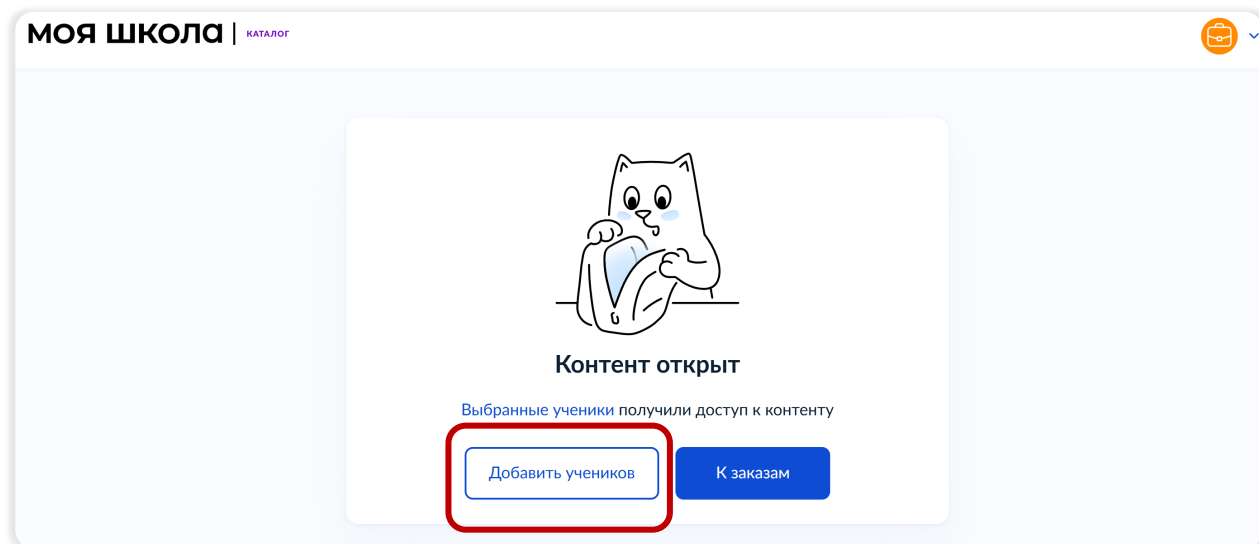 моя школа | КАТАЛОГ
Контент открыт
Выбранные ученики получили доступ к контенту
Добавить учеников К заказам